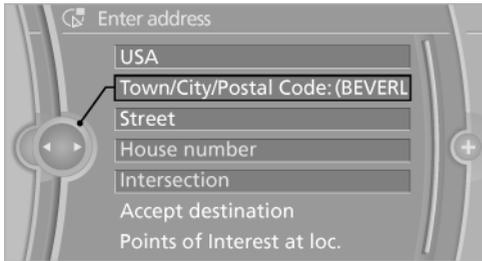 Enter address
USA
Town/City/Postal Code: (BEVERL
Street
House number
Intersection
Accept destination
Points of Interest at loc.